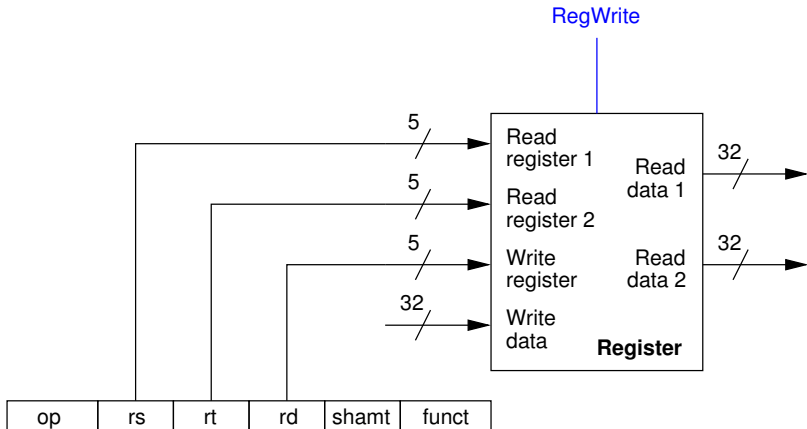 RegWrite
5
Read
register 1
32
Read
data 1
5
Read
register 2
5
Write
register
32
Read
data 2
32
Write
data
Register
op rs rt rd shamt funct